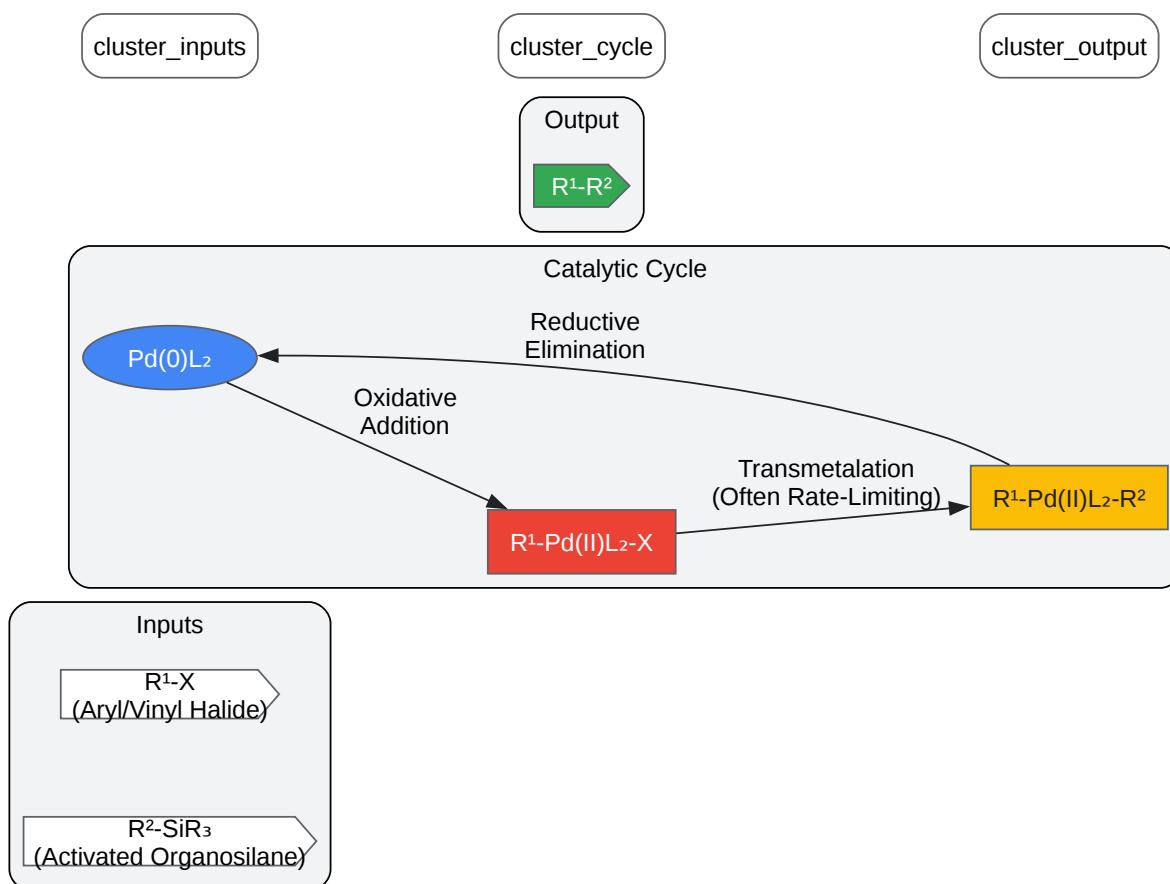 cluster_inputs
cluster_cycle
cluster_output
Output
R¹-R²
Catalytic Cycle
Reductive
Elimination
Pd(0)L₂
Oxidative
Addition
Transmetalation
(Often Rate-Limiting)
R¹-Pd(II)L₂-R²
R¹-Pd(II)L₂-X
Inputs
R¹-X
(Aryl/Vinyl Halide)
R²-SiR₃
(Activated Organosilane)